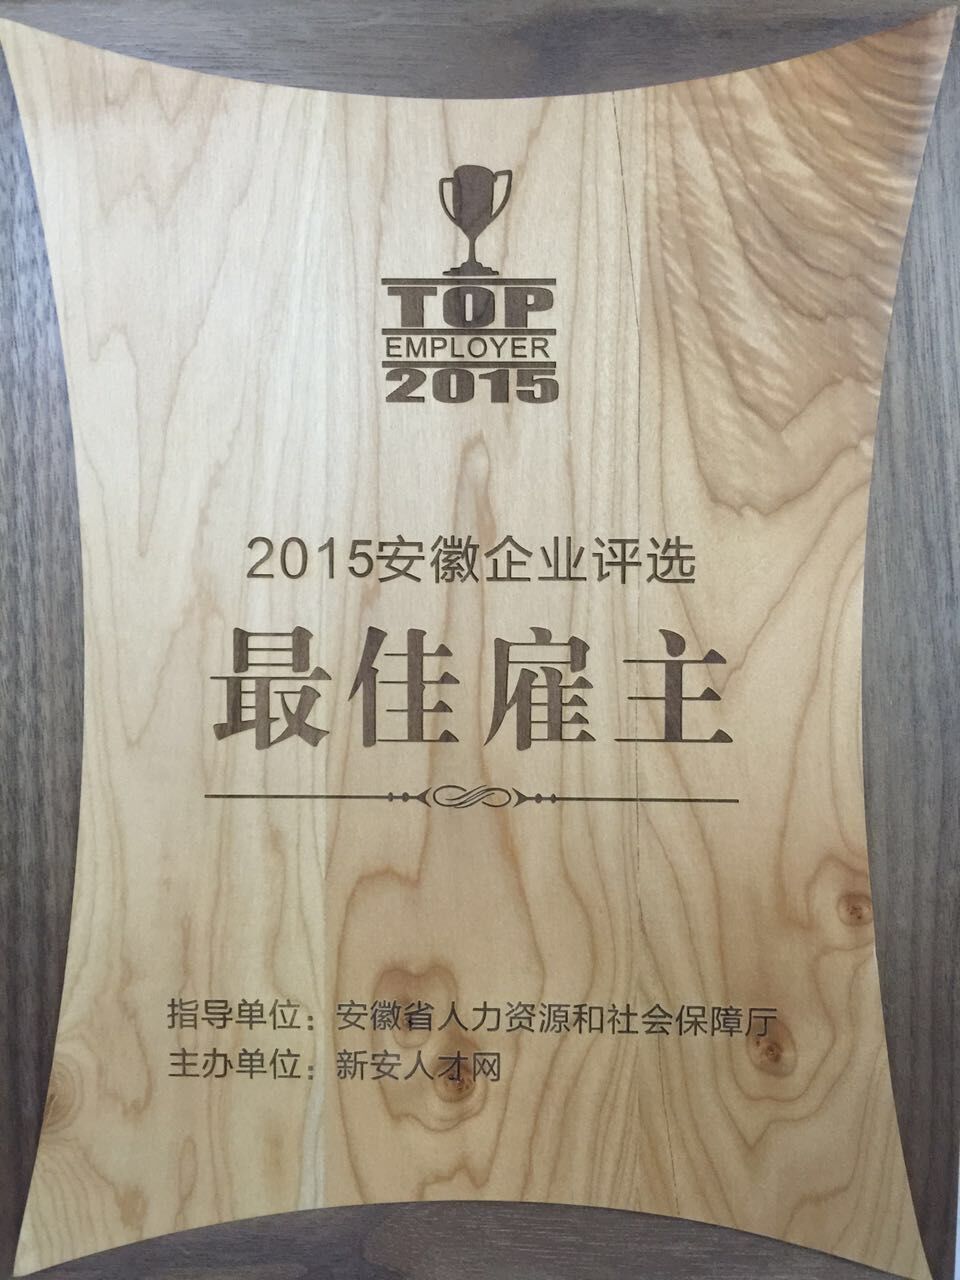 TOP
EMPLOYER
2015
2015安徽企业评选
最佳雇主
指导单位：安徽省人力资源和社会保障厅
主办单位：新安人才网